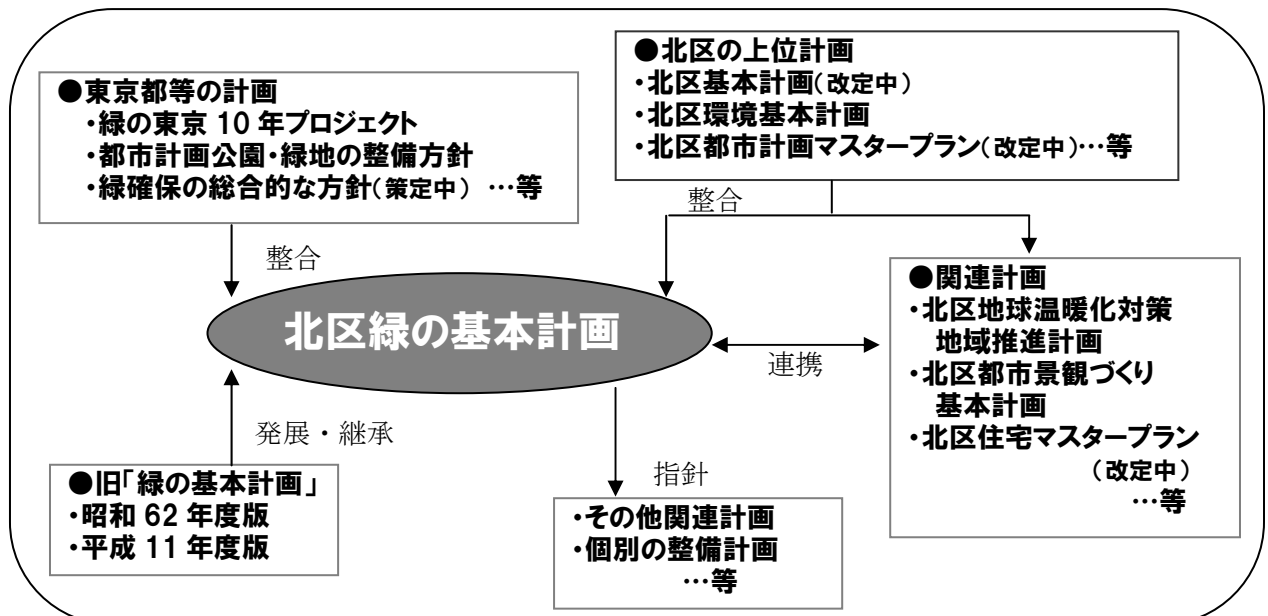 ●東京都等の計画
・緑の東京 10 年プロジェクト
・都市計画公園・緑地の整備方針
・緑確保の総合的な方針(策定中) …等
●北区の上位計画
・北区基本計画(改定中)
・北区環境基本計画
・北区都市計画マスタープラン(改定中)…等
整合
整合
●関連計画
・北区地球温暖化対策
地域推進計画
・北区都市景観づくり
基本計画
・北区住宅マスタープラン
(改定中)
…等
北区緑の基本計画
連携
発展・継承
●旧「緑の基本計画」
・昭和 62 年度版
・平成 11 年度版
指針
・その他関連計画
・個別の整備計画
…等